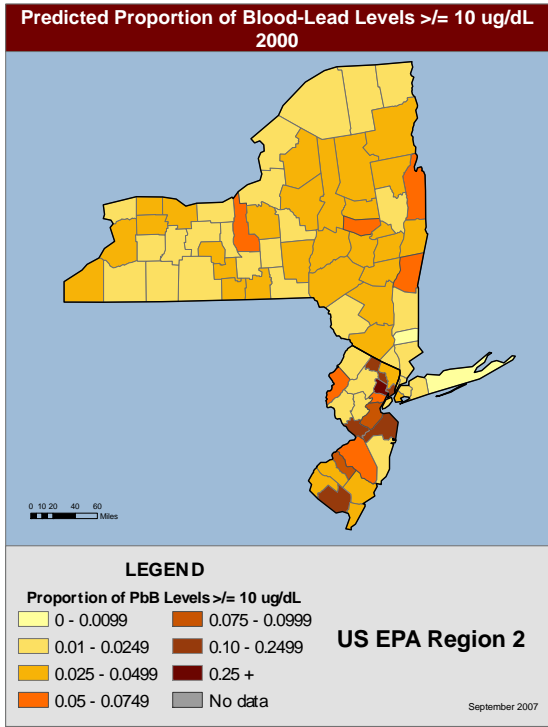 Predicted Proportion of Blood-Lead Levels >/= 10 ug/dL
2000
0 10 20 40 60
Miles
LEGEND
Proportion of PbB Levels >/= 10 ug/dL
0 - 0.0099
0.01 - 0.0249
0.025 - 0.0499
0.05 - 0.0749
0.075 - 0.0999
0.10 - 0.2499
0.25 +
No data
US EPA Region 2
September 2007